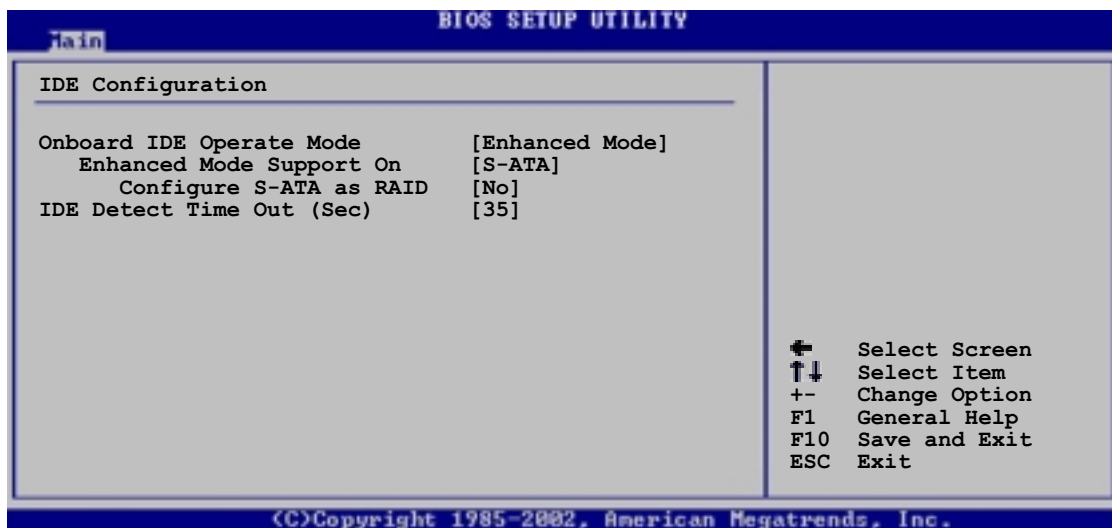 BIOS SETUP UTILITY
Main
IDE Configuration
Onboard IDE Operate Mode [Enhanced Mode]
Enhanced Mode Support On [S-ATA]
Configure S-ATA as RAID [No]
IDE Detect Time Out (Sec) [35]
← Select Screen
↑↓ Select Item
+- Change Option
F1 General Help
F10 Save and Exit
ESC Exit
(C)Copyright 1985-2002, American Megatrends, Inc.